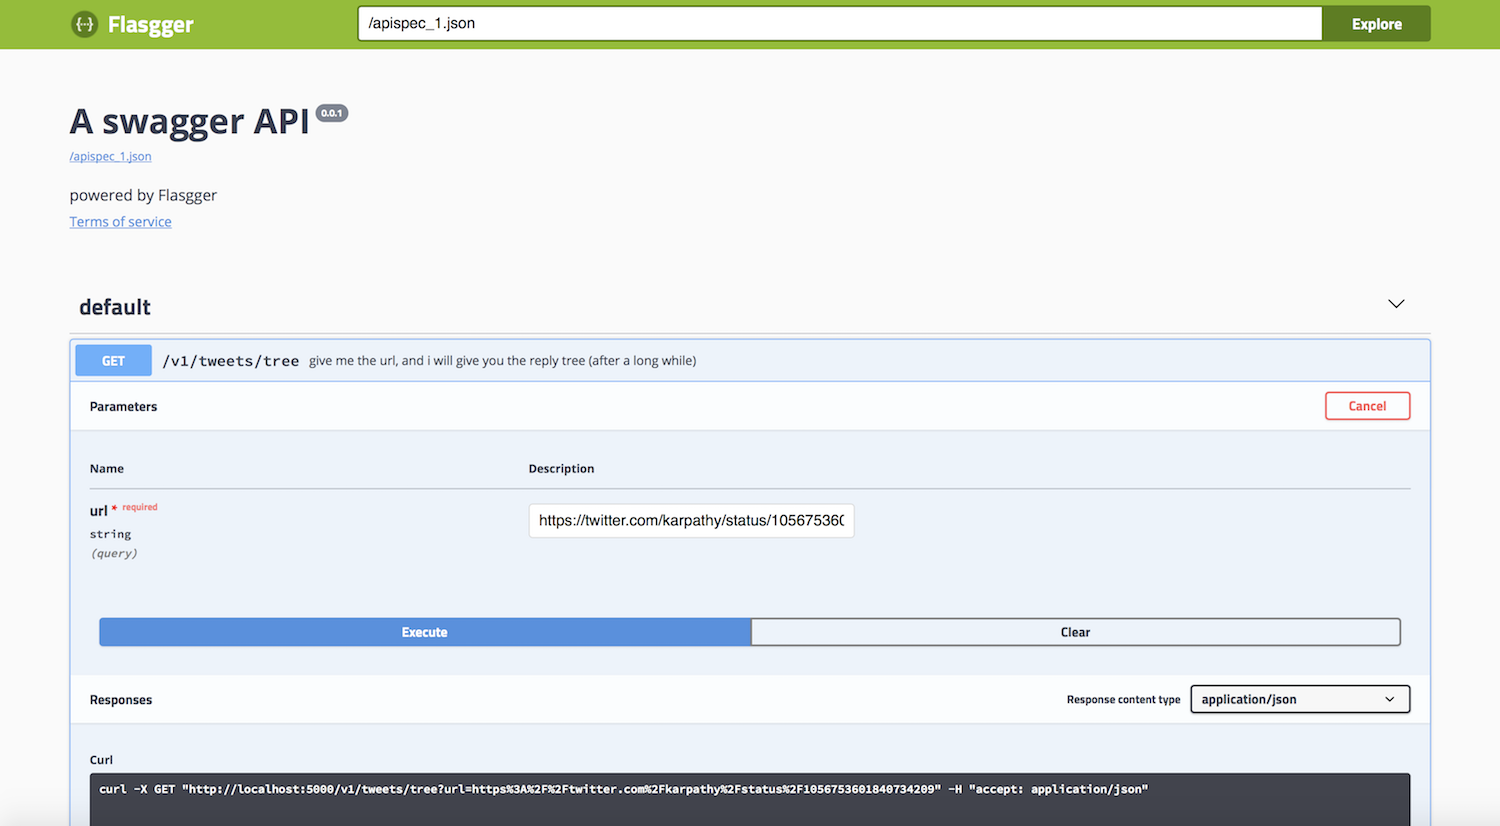 Flasgger
/apispec_1.json
Explore
A swagger API 0.0.1
/apispec_1.json
powered by Flasgger
Terms of service
default
GET /v1/tweets/tree give me the url, and i will give you the reply tree (after a long while)
Parameters
Cancel
Name Description
url * required
https://twitter.com/karpathy/status/10567536
string
(query)
Execute Clear
Responses
Response content type application/json
Curl
curl -X GET "http://localhost:5000/v1/tweets/tree?url=https%3A%2F%2Ftwitter.com%2Fkarpathy%2Fstatus%2F1056753601840734209" -H "accept: application/json"